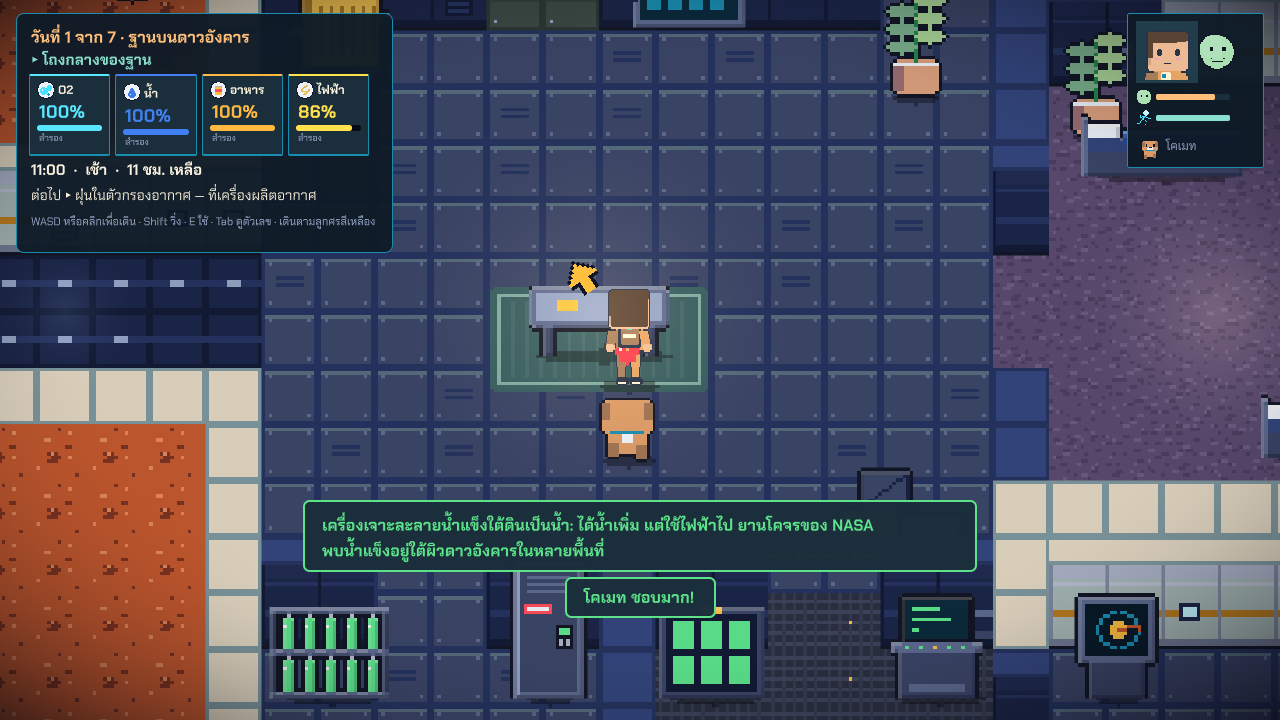 วันที่ 1 จาก 7 · ฐานบนดาวอังคาร
▸ โถงกลางของฐาน
O2
100%
สำรอง
น้ำ
100%
สำรอง
อาหาร
100%
สำรอง
ไฟฟ้า
86%
สำรอง
11:00 · เช้า · 11 ชม. เหลือ
ต่อไป ▸ ฝุ่นในตัวกรองอากาศ — ที่เครื่องผลิตอากาศ
WASD หรือคลิกเพื่อเดิน · Shift วิ่ง · E ใช้ · Tab ดูตัวเลข · เดินตามลูกศรสีเหลือง
โคเมท
เครื่องเจาะละลายน้ำแข็งใต้ดินเป็นน้ำ: ได้น้ำเพิ่ม แต่ใช้ไฟฟ้าไป ยานโคจรของ NASA
พบน้ำแข็งอยู่ใต้ผิวดาวอังคารในหลายพื้นที่
โคเมท ชอบมาก!